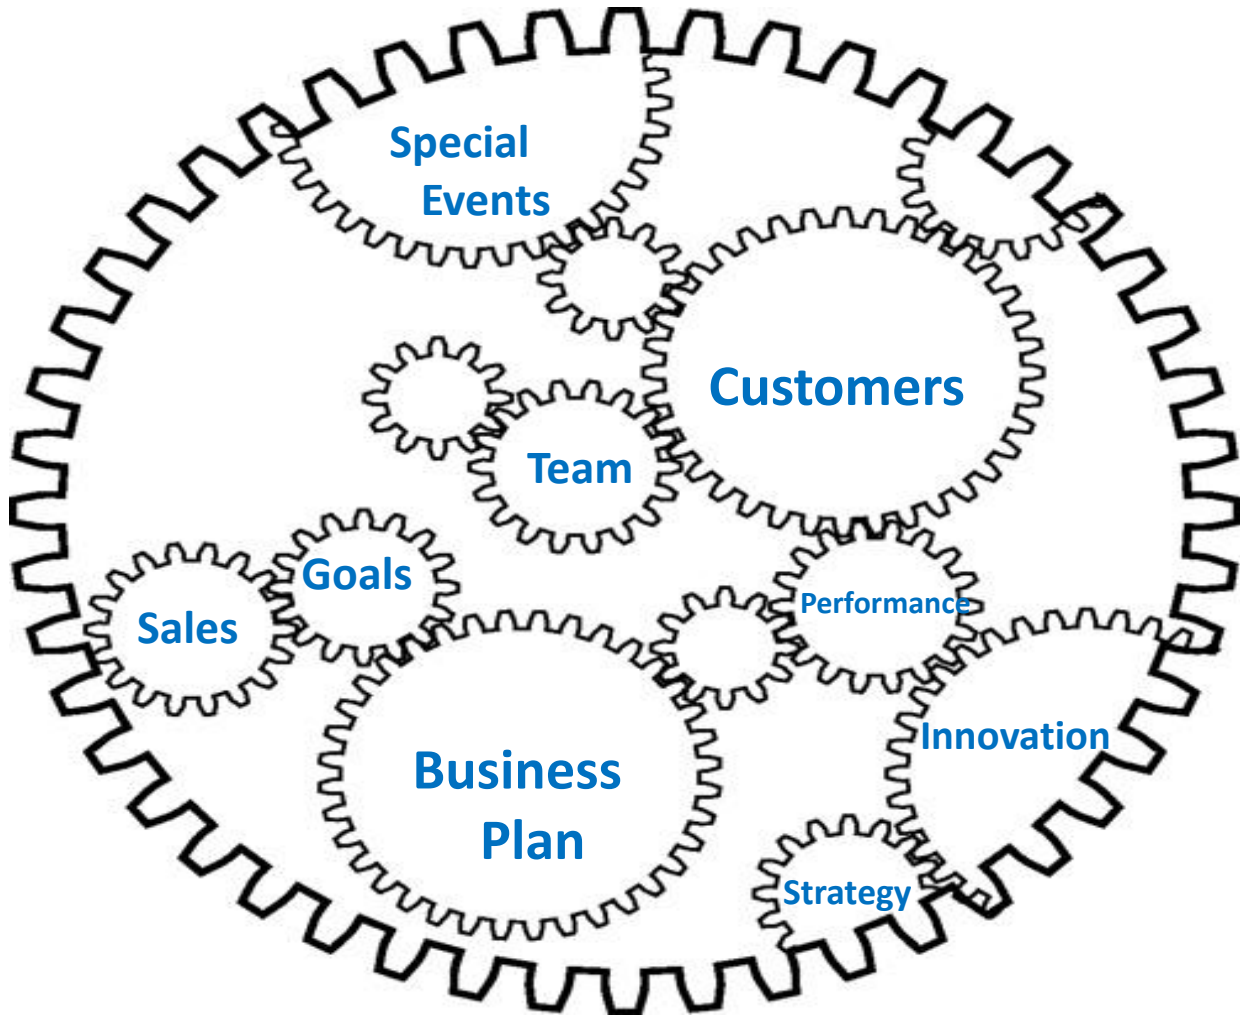 Special
Events
Customers
Team
Goals
Sales
Performance
Innovation
Business
Plan
Strategy